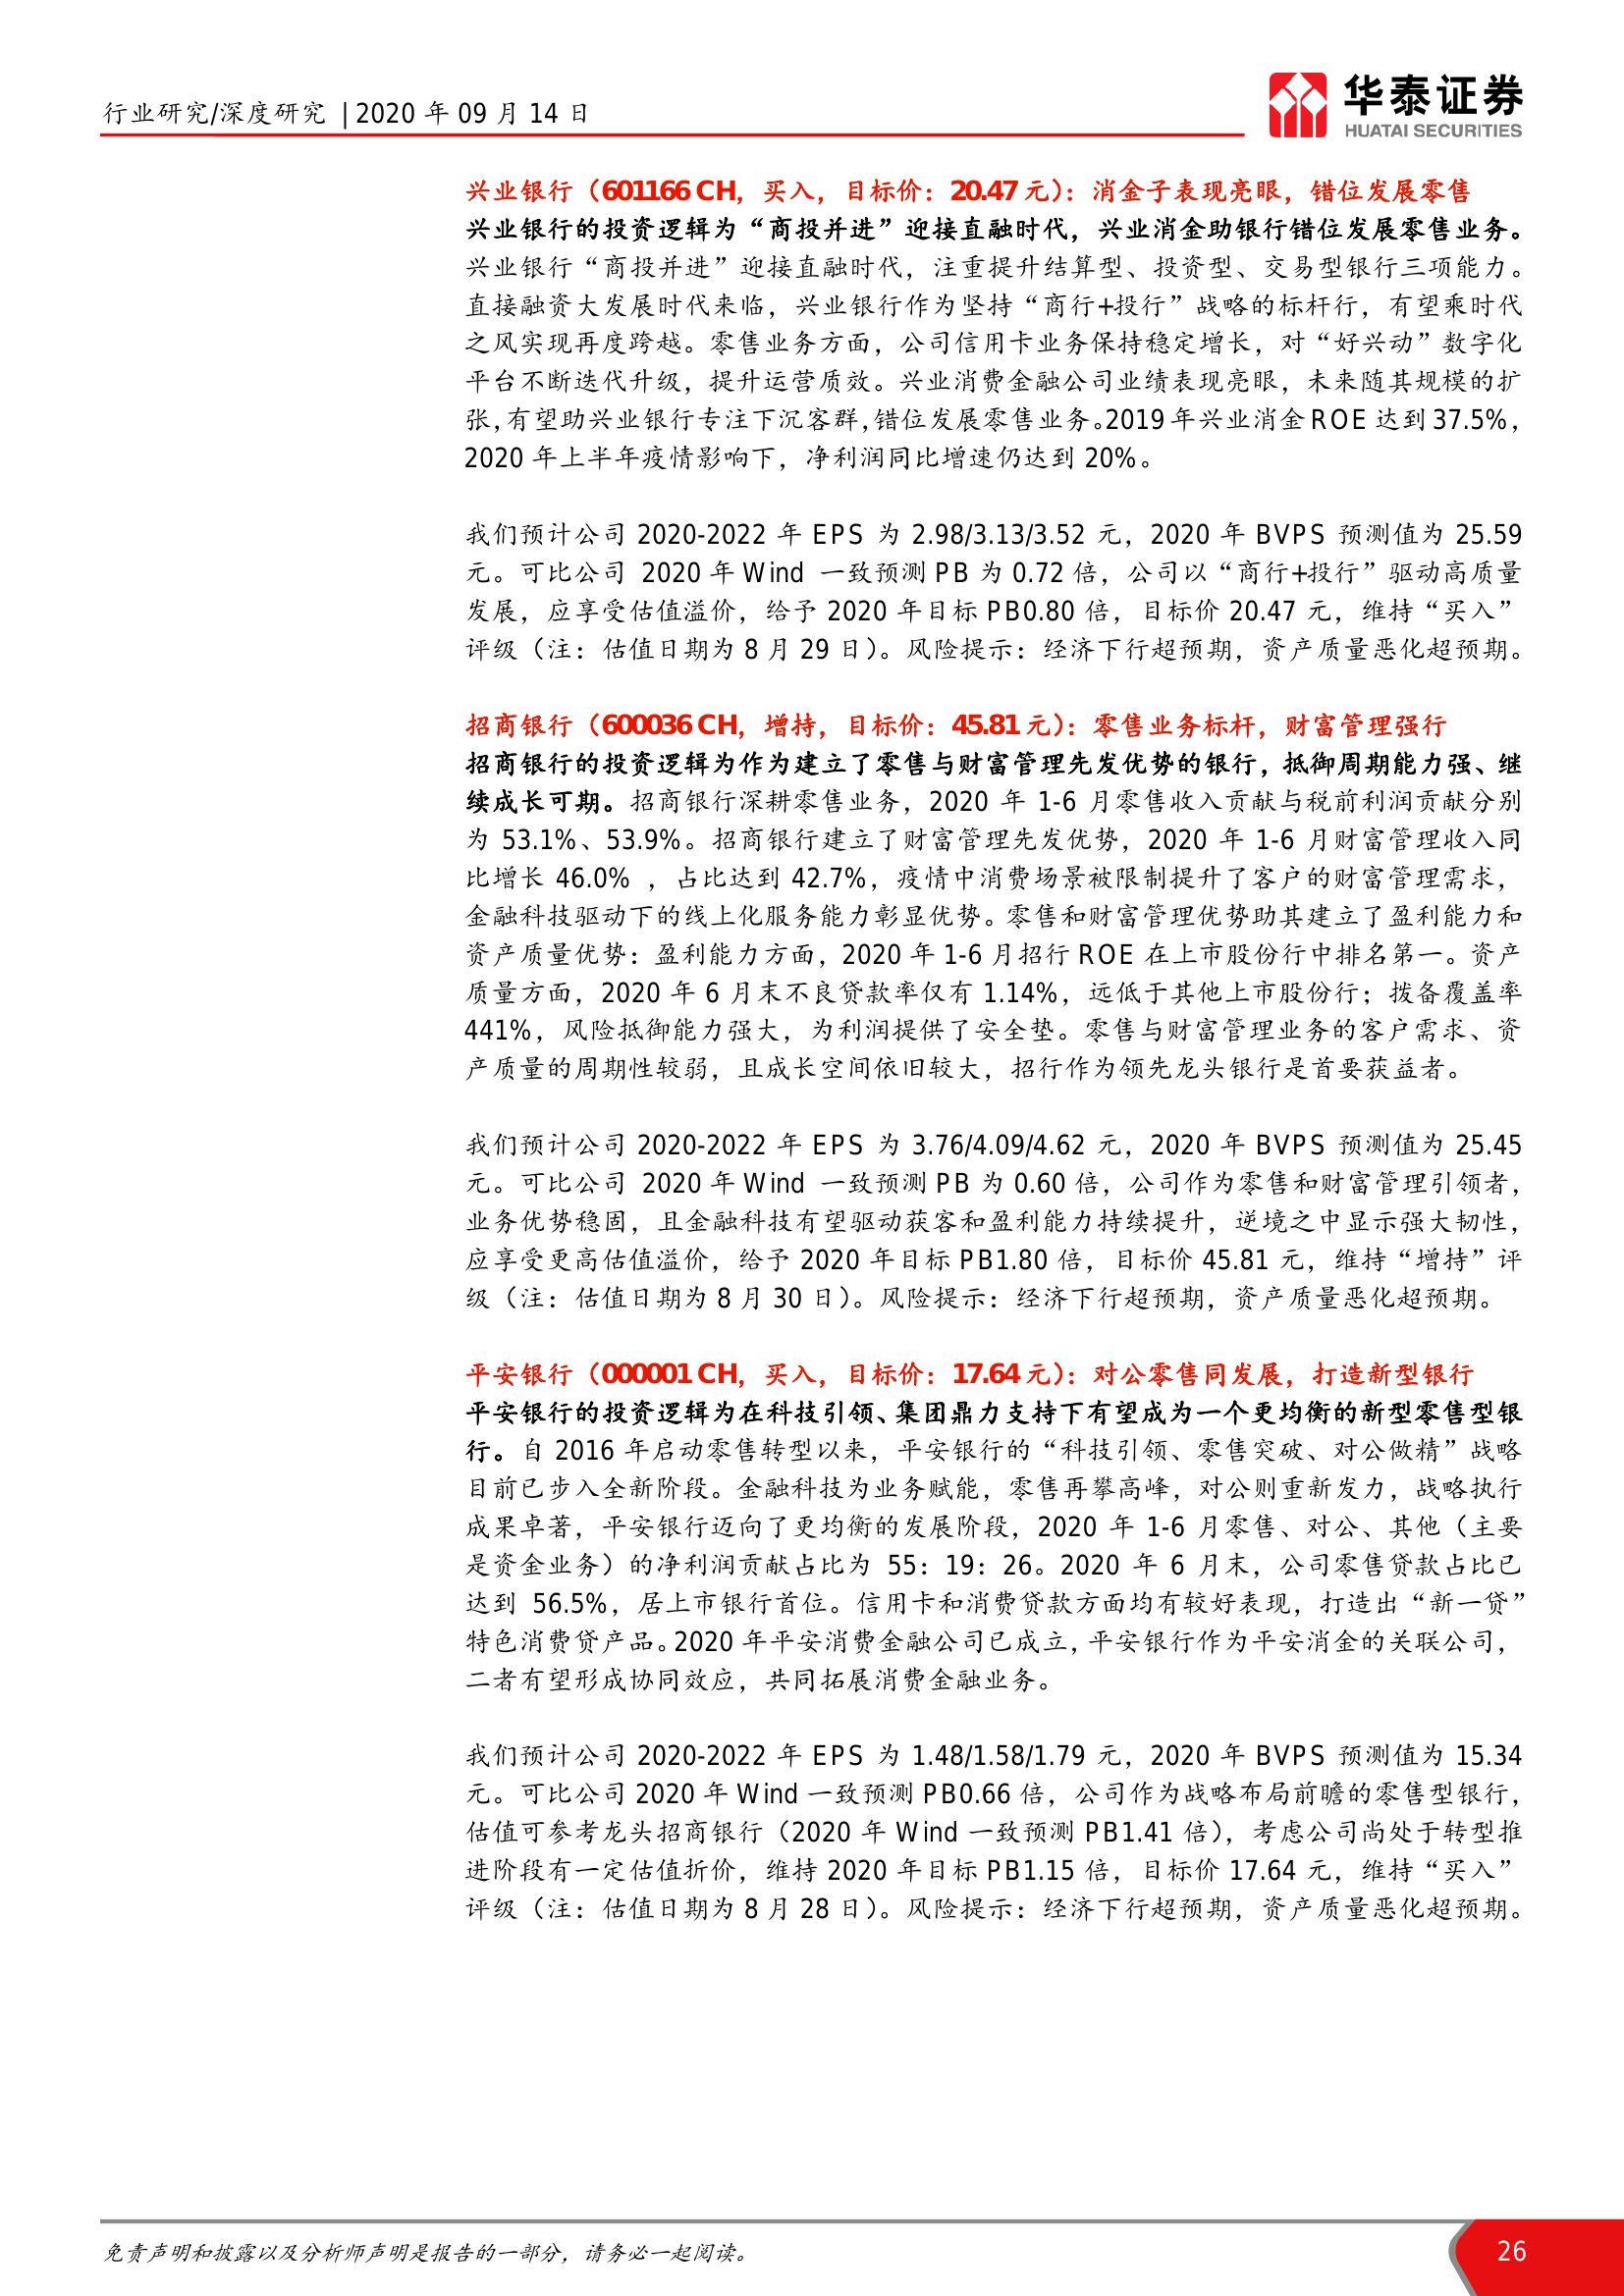 行业研究/深度研究 | 2020 年 09 月 14 日
华泰证券
HUATAI SECURITIES
兴业银行（601166 CH，买入，目标价：20.47 元）：消金子表现亮眼，错位发展零售
兴业银行的投资逻辑为“商投并进”迎接直融时代，兴业消金助银行错位发展零售业务。
兴业银行“商投并进”迎接直融时代，注重提升结算型、投资型、交易型银行三项能力。
直接融资大发展时代来临，兴业银行作为坚持“商行+投行”战略的标杆行，有望乘时代
之风实现再度跨越。零售业务方面，公司信用卡业务保持稳定增长，对“好兴动”数字化
平台不断迭代升级，提升运营质效。兴业消费金融公司业绩表现亮眼，未来随其规模的扩
张，有望助兴业银行专注下沉客群，错位发展零售业务。2019 年兴业消金 ROE 达到 37.5%，
2020 年上半年疫情影响下，净利润同比增速仍达到 20%。
我们预计公司 2020-2022 年 EPS 为 2.98/3.13/3.52 元，2020 年 BVPS 预测值为 25.59
元。可比公司 2020 年 Wind 一致预测 PB 为 0.72 倍，公司以“商行+投行”驱动高质量
发展，应享受估值溢价，给予 2020 年目标 PB0.80 倍，目标价 20.47 元，维持“买入”
评级（注：估值日期为 8 月 29 日）。风险提示：经济下行超预期，资产质量恶化超预期。
招商银行（600036 CH，增持，目标价：45.81 元）：零售业务标杆，财富管理强行
招商银行的投资逻辑为作为建立了零售与财富管理先发优势的银行，抵御周期能力强、继
续成长可期。招商银行深耕零售业务，2020 年 1-6 月零售收入贡献与税前利润贡献分别
为 53.1%、53.9%。招商银行建立了财富管理先发优势，2020 年 1-6 月财富管理收入同
比增长 46.0% ，占比达到 42.7%，疫情中消费场景被限制提升了客户的财富管理需求，
金融科技驱动下的线上化服务能力彰显优势。零售和财富管理优势助其建立了盈利能力和
资产质量优势：盈利能力方面，2020 年 1-6 月招行 ROE 在上市股份行中排名第一。资产
质量方面，2020 年 6 月末不良贷款率仅有 1.14%，远低于其他上市股份行；拨备覆盖率
441%，风险抵御能力强大，为利润提供了安全垫。零售与财富管理业务的客户需求、资
产质量的周期性较弱，且成长空间依旧较大，招行作为领先龙头银行是首要获益者。
我们预计公司 2020-2022 年 EPS 为 3.76/4.09/4.62 元，2020 年 BVPS 预测值为 25.45
元。可比公司 2020 年 Wind 一致预测 PB 为 0.60 倍，公司作为零售和财富管理引领者，
业务优势稳固，且金融科技有望驱动获客和盈利能力持续提升，逆境之中显示强大韧性，
应享受更高估值溢价，给予 2020 年目标 PB1.80 倍，目标价 45.81 元，维持“增持”评
级（注：估值日期为 8 月 30 日）。风险提示：经济下行超预期，资产质量恶化超预期。
平安银行（000001 CH，买入，目标价：17.64 元）：对公零售同发展，打造新型银行
平安银行的投资逻辑为在科技引领、集团鼎力支持下有望成为一个更均衡的新型零售型银
行。自 2016 年启动零售转型以来，平安银行的“科技引领、零售突破、对公做精”战略
目前已步入全新阶段。金融科技为业务赋能，零售再攀高峰，对公则重新发力，战略执行
成果卓著，平安银行迈向了更均衡的发展阶段，2020 年 1-6 月零售、对公、其他（主要
是资金业务）的净利润贡献占比为 55：19：26。2020 年 6 月末，公司零售贷款占比已
达到 56.5%，居上市银行首位。信用卡和消费贷款方面均有较好表现，打造出“新一贷”
特色消费贷产品。2020 年平安消费金融公司已成立，平安银行作为平安消金的关联公司，
二者有望形成协同效应，共同拓展消费金融业务。
我们预计公司 2020-2022 年 EPS 为 1.48/1.58/1.79 元，2020 年 BVPS 预测值为 15.34
元。可比公司 2020 年 Wind 一致预测 PB0.66 倍，公司作为战略布局前瞻的零售型银行，
估值可参考龙头招商银行（2020 年 Wind 一致预测 PB1.41 倍），考虑公司尚处于转型推
进阶段有一定估值折价，维持 2020 年目标 PB1.15 倍，目标价 17.64 元，维持“买入”
评级（注：估值日期为 8 月 28 日）。风险提示：经济下行超预期，资产质量恶化超预期。
免责声明和披露以及分析师声明是报告的一部分，请务必一起阅读。
26